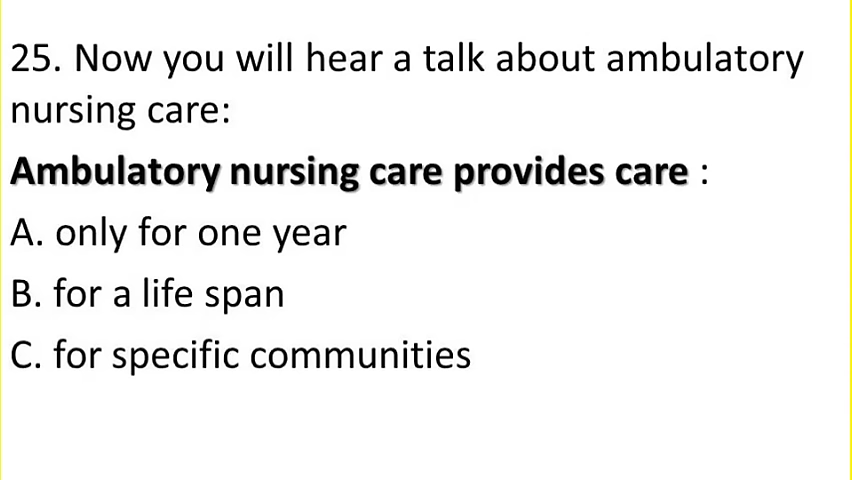 25. Now you will hear a talk about ambulatory
nursing care:
Ambulatory nursing care provides care :
A. only for one year
B. for a life span
C. for specific communities